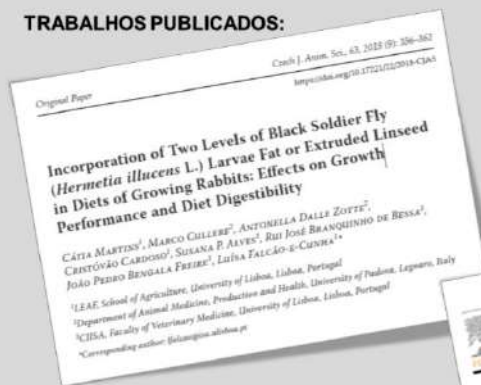 TRABALHOS PUBLICADOS:
Original Paper
Czech J. Anim. Sci., 63, 2018 (9): 356–362
Incorporation of Two Levels of Black Soldier Fly
(Hermetia illucens L.) Larvae Fat or Extruded Linseed
in Diets of Growing Rabbits: Effects on Growth
Performance and Diet Digestibility
CÁTIA MARTINS¹, MARCO CULLERE², ANTONELLA DALLE ZOTTE²,
CRISTÓVÃO CARDOSO¹, SUSANA P. ALVES³, RUI JOSÉ BRANQUINHO DE BESSA³,
JOÃO PEDRO BENGALA FREIRE¹, LUÍSA FALCÃO-E-CUNHA¹*
¹LEAF, School of Agriculture, University of Lisboa, Lisboa, Portugal
²Department of Animal Medicine, Production and Health, University of Padova, Legnaro, Italy
³CIISA, Faculty of Veterinary Medicine, University of Lisboa, Lisboa, Portugal
*Corresponding author: